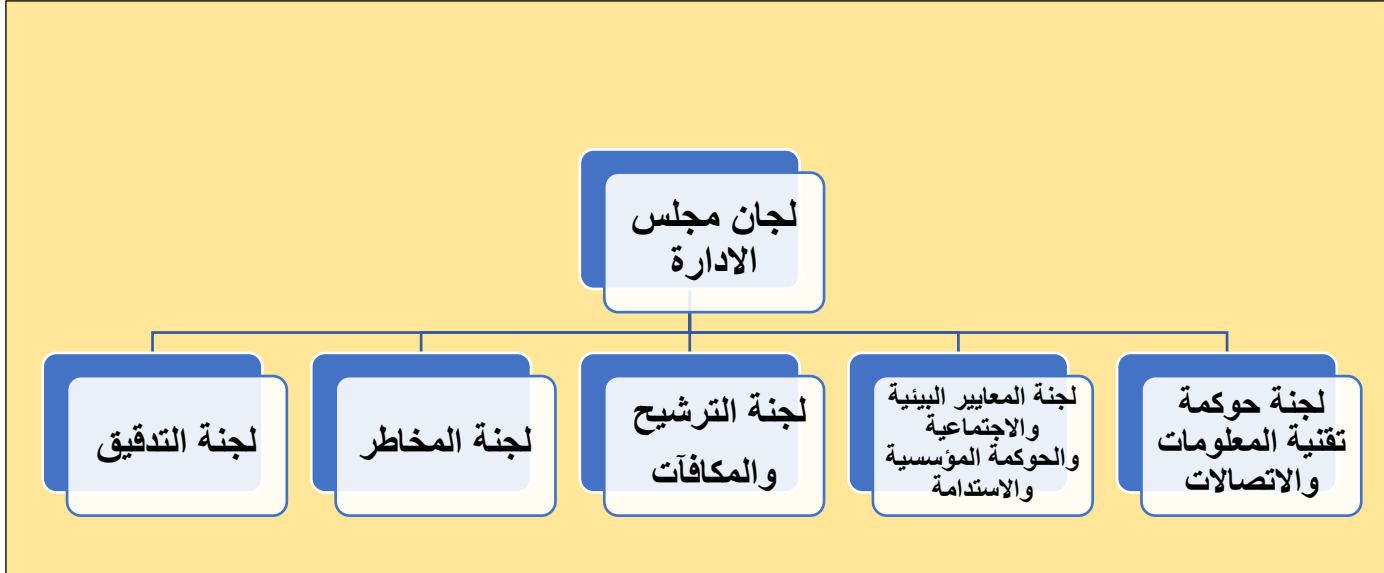 لجان مجلس
الادارة
لجنة حوكمة
تقنية المعلومات
والاتصالات
لجنة المعايير البيئية
والاجتماعية
والحوكمة المؤسسية
والاستدامة
لجنة الترشيح
والمكافآت
لجنة المخاطر
لجنة التدقيق